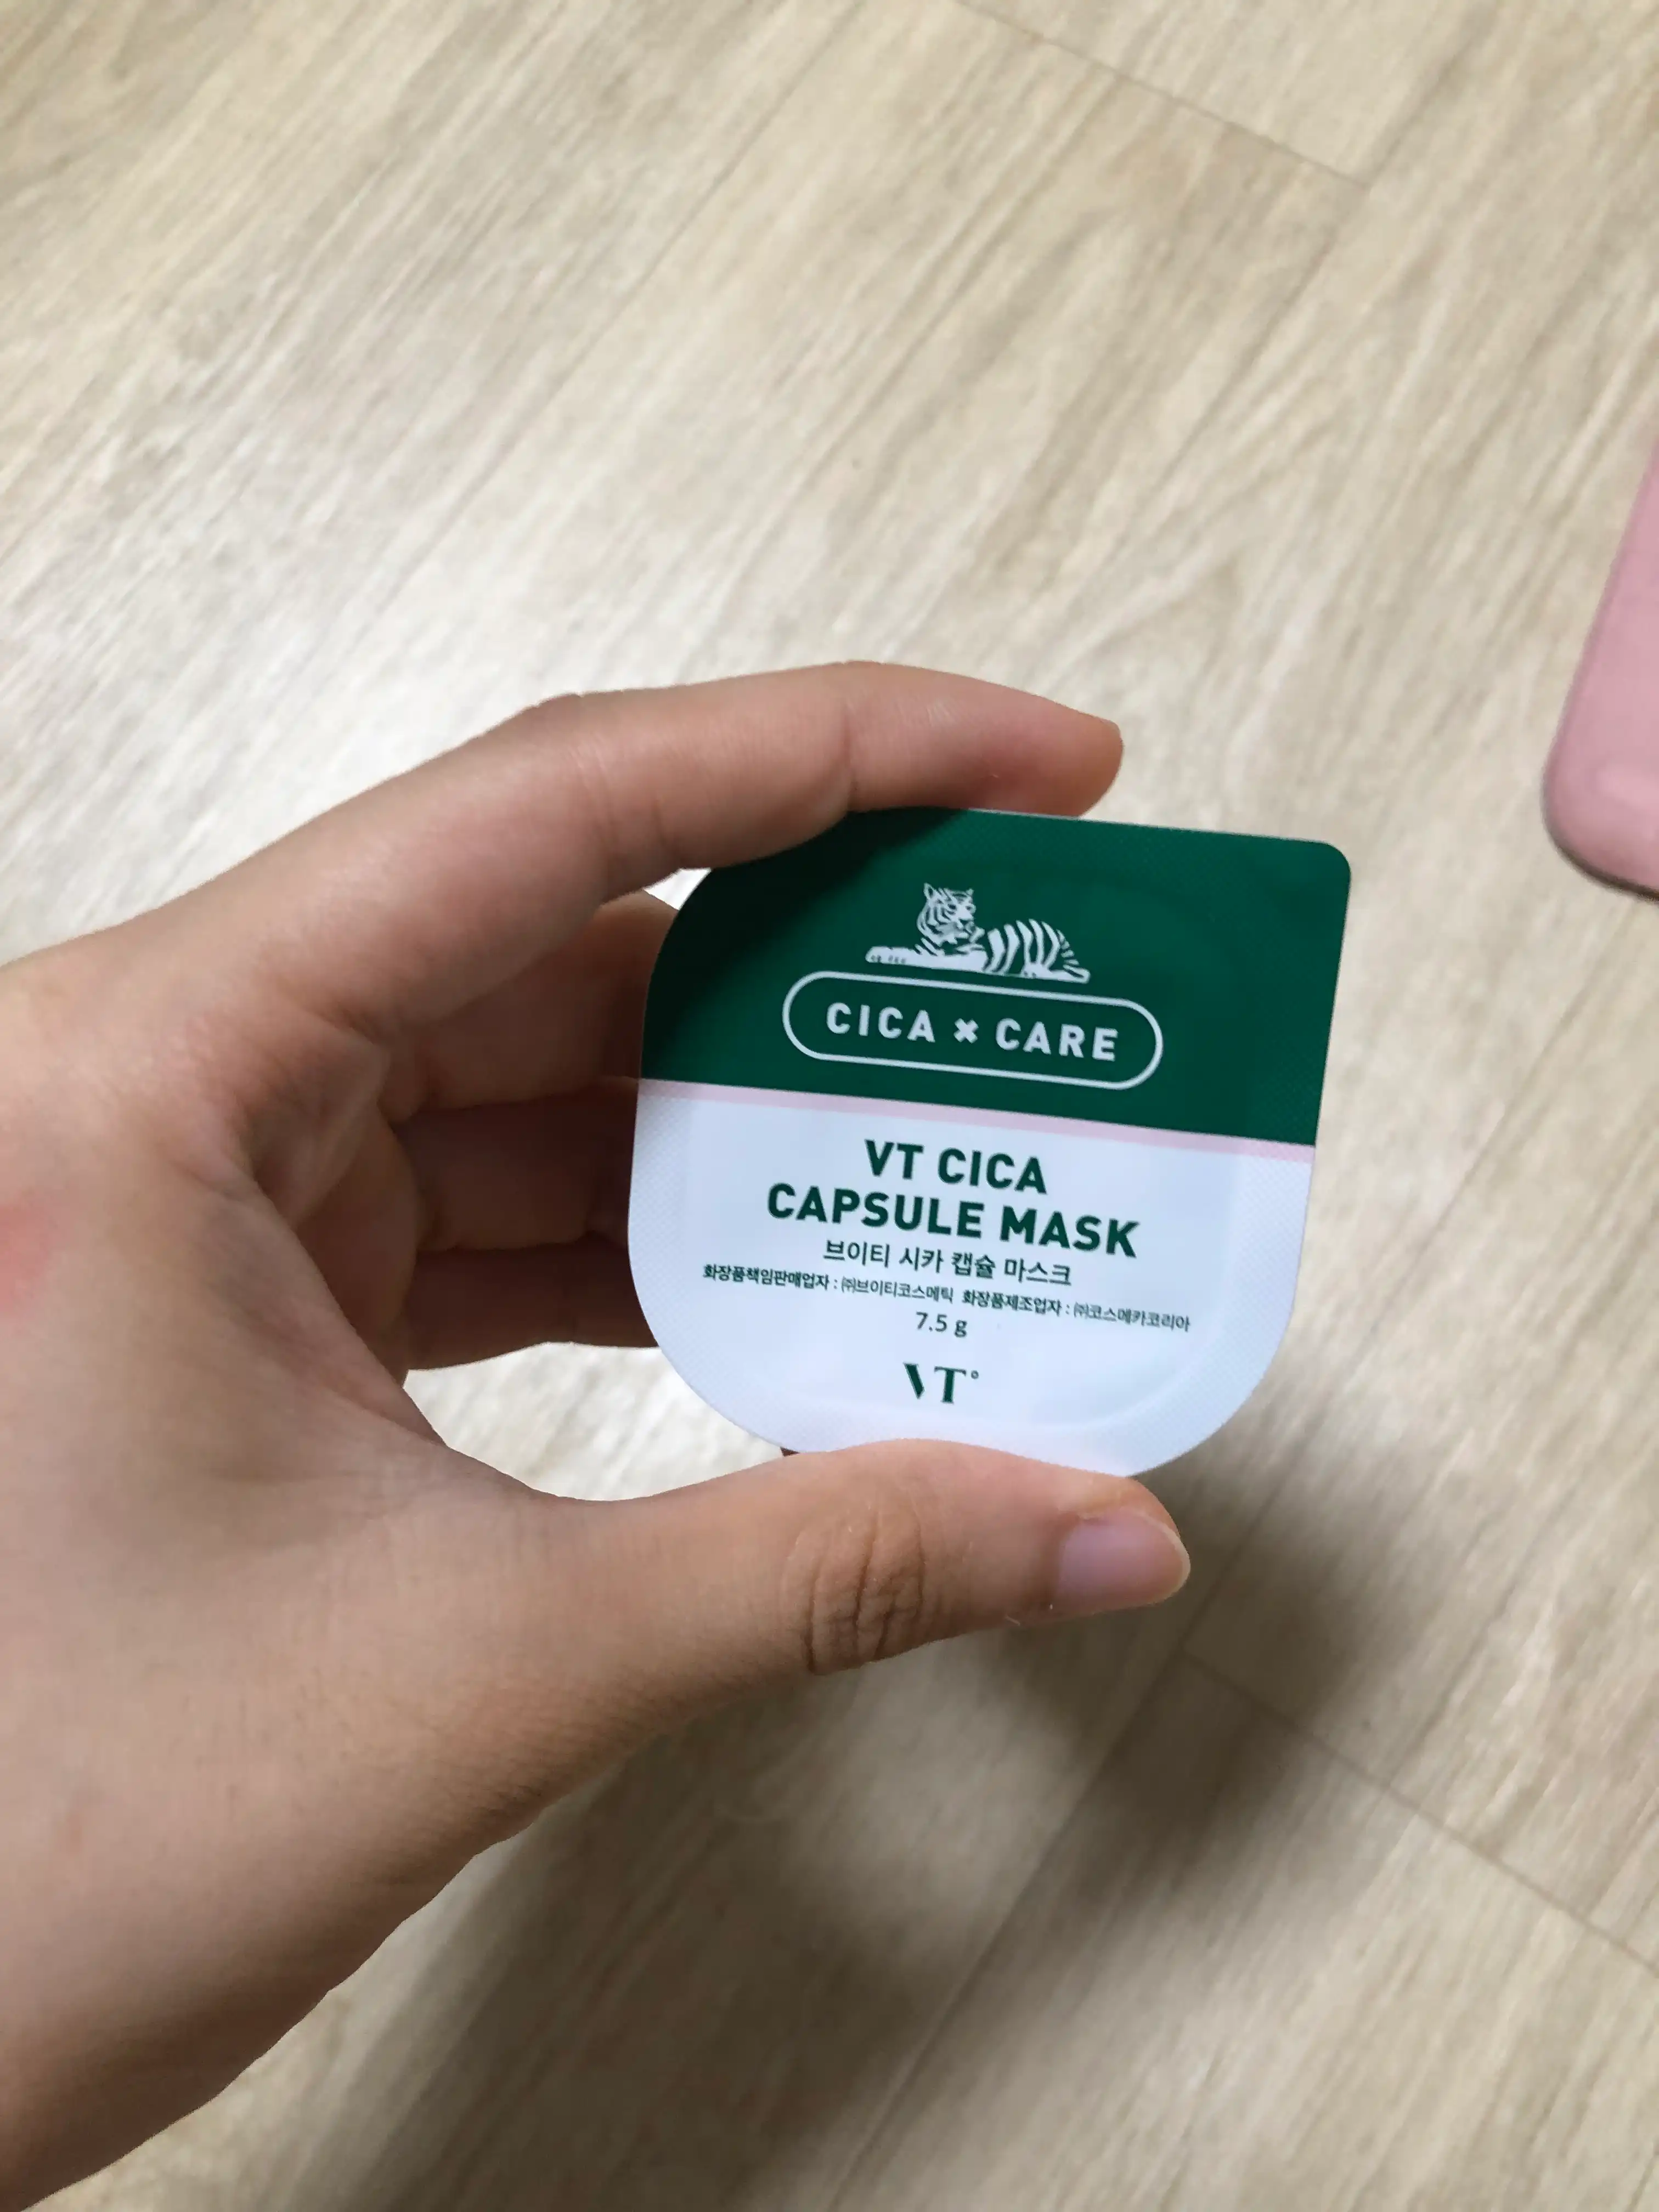 CICA × CARE
VT CICA
CAPSULE MASK
브이티 시카 캡슐 마스크
화장품책임판매업자 : ㈜브이티코스메틱 화장품제조업자 : ㈜코스메카코리아
7.5 g
VT°